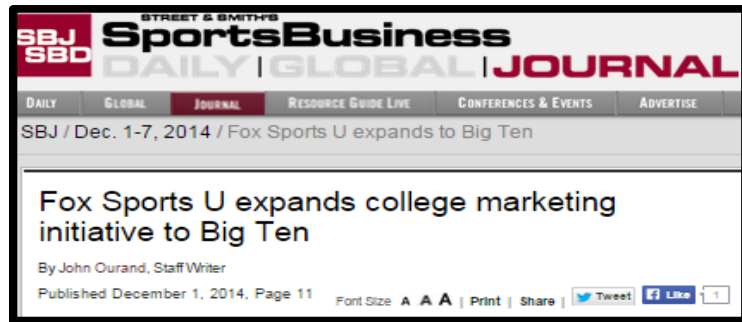 STREET & SMITH'S
SBJ SportsBusiness
SBD DAILY | GLOBAL | JOURNAL
DAILY GLOBAL JOURNAL RESOURCE GUIDE LIVE CONFERENCES & EVENTS ADVERTISE
SBJ / Dec. 1-7, 2014 / Fox Sports U expands to Big Ten
Fox Sports U expands college marketing
initiative to Big Ten
By John Ourand, Staff Writer
Published December 1, 2014, Page 11 Font Size A A A | Print | Share | Tweet Like 1